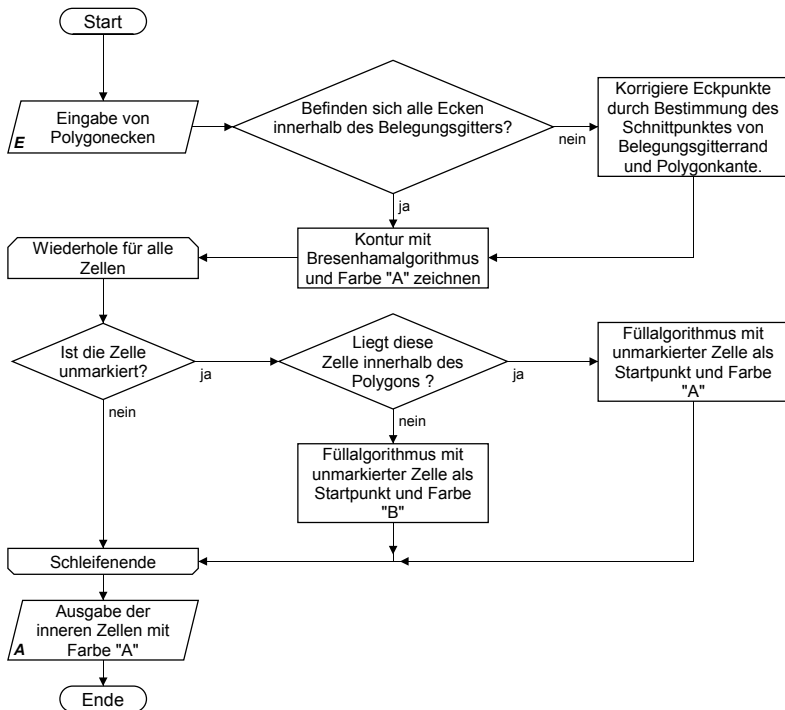 Start
Eingabe von
Polygonecken
E
Befinden sich alle Ecken
innerhalb des Belegungsgitters?
nein
ja
Korrigiere Eckpunkte
durch Bestimmung des
Schnittpunktes von
Belegungsgitterrand
und Polygonkante.
Kontur mit
Bresenhamalgorithmus
und Farbe "A" zeichnen
Wiederhole für alle
Zellen
Ist die Zelle
unmarkiert?
ja
nein
Liegt diese
Zelle innerhalb des
Polygons ?
ja
nein
Füllalgorithmus mit
unmarkierter Zelle als
Startpunkt und Farbe
"A"
Füllalgorithmus mit
unmarkierter Zelle als
Startpunkt und Farbe
"B"
Schleifenende
Ausgabe der
inneren Zellen mit
Farbe "A"
A
Ende